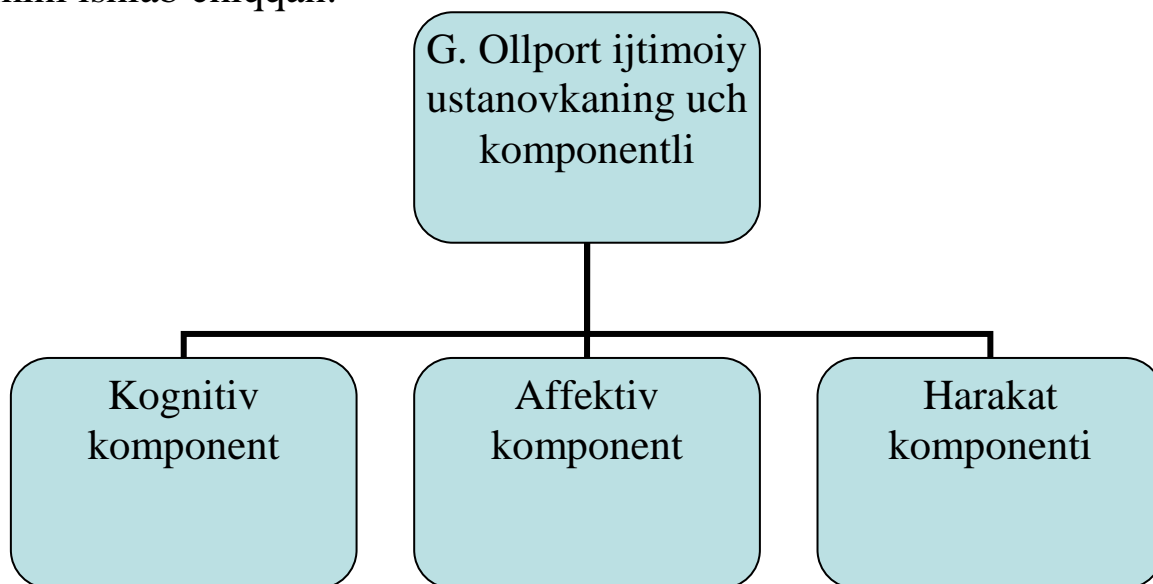 G. Ollport ijtimoiy
ustanovkaning uch
komponentli
Kognitiv
komponent
Affektiv
komponent
Harakat
komponenti